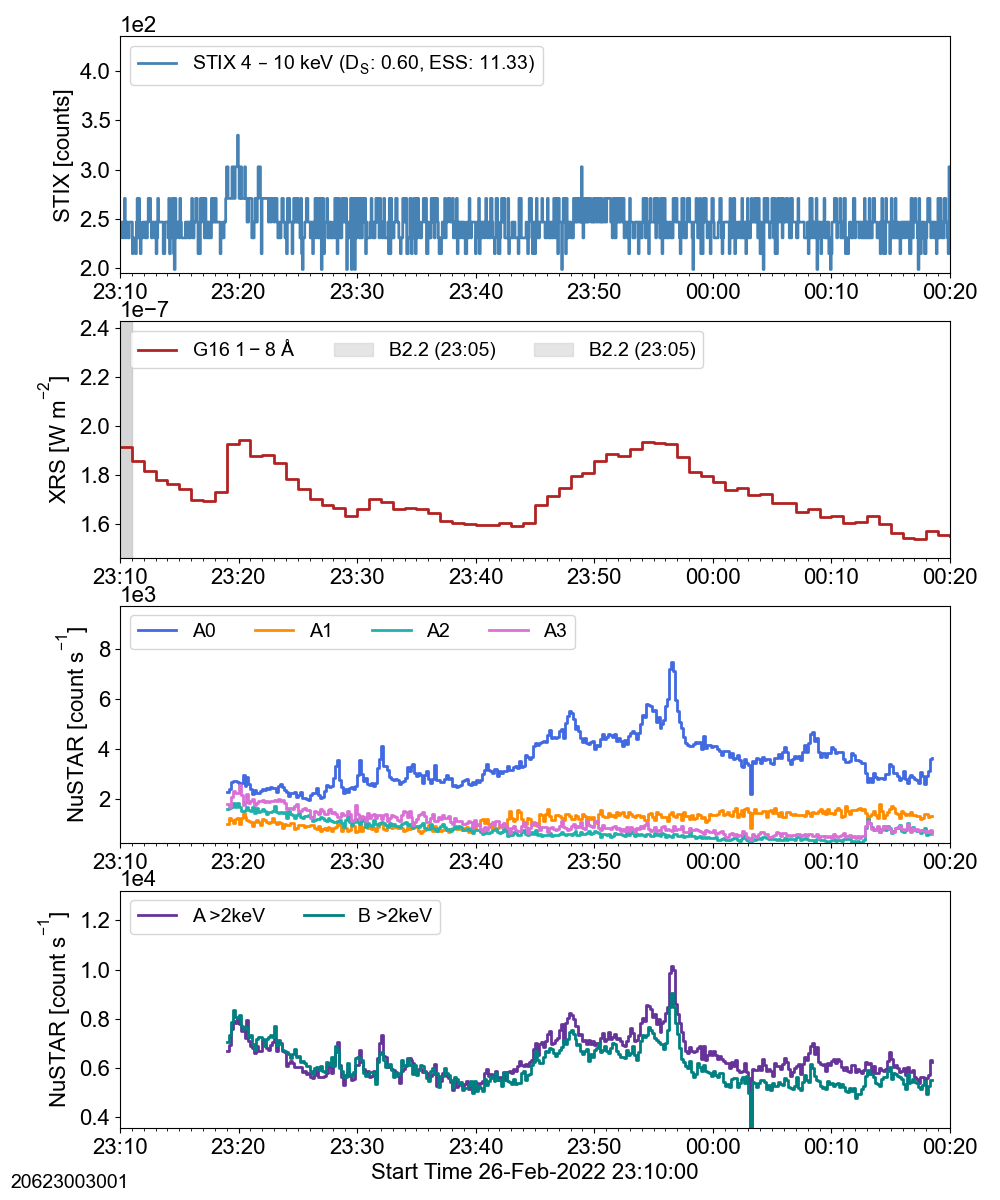 1e2
STIX 4 – 10 keV (D_S: 0.60, ESS: 11.33)
STIX [counts]
4.0
3.5
3.0
2.5
2.0
23:10 23:20 23:30 23:40 23:50 00:00 00:10 00:20
1e−7
G16 1 – 8 Å B2.2 (23:05) B2.2 (23:05)
XRS [W m⁻²]
2.4
2.2
2.0
1.8
1.6
23:10 23:20 23:30 23:40 23:50 00:00 00:10 00:20
1e3
A0 A1 A2 A3
NuSTAR [count s⁻¹]
8
6
4
2
23:10 23:20 23:30 23:40 23:50 00:00 00:10 00:20
1e4
A >2keV B >2keV
NuSTAR [count s⁻¹]
1.2
1.0
0.8
0.6
0.4
23:10 23:20 23:30 23:40 23:50 00:00 00:10 00:20
Start Time 26-Feb-2022 23:10:00
20623003001